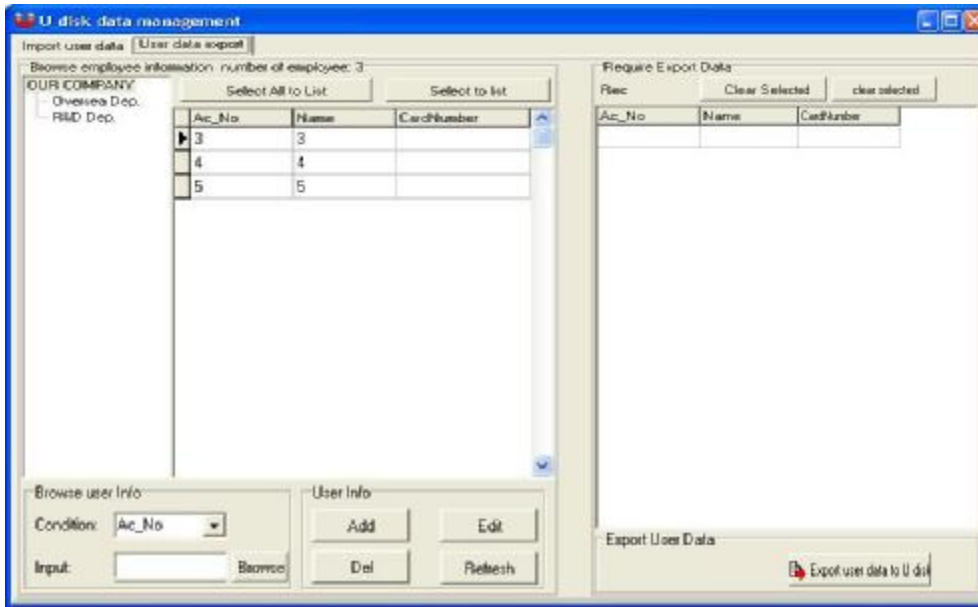 U disk data management
Import user data User data export
Browse employee information number of employee: 3
OUR COMPANY
Oversea Dep.
R&D Dep.
Select All to List Select to list
Ac_No Name CardNumber
3 3
4 4
5 5
Browse user Info
Condition: Ac_No
Input: Browse
User Info
Add Edit
Del Refresh
Require Export Data
Rec Clear Selected clear selected
Ac_No Name CardNumber
Export User Data
Export user data to U disk